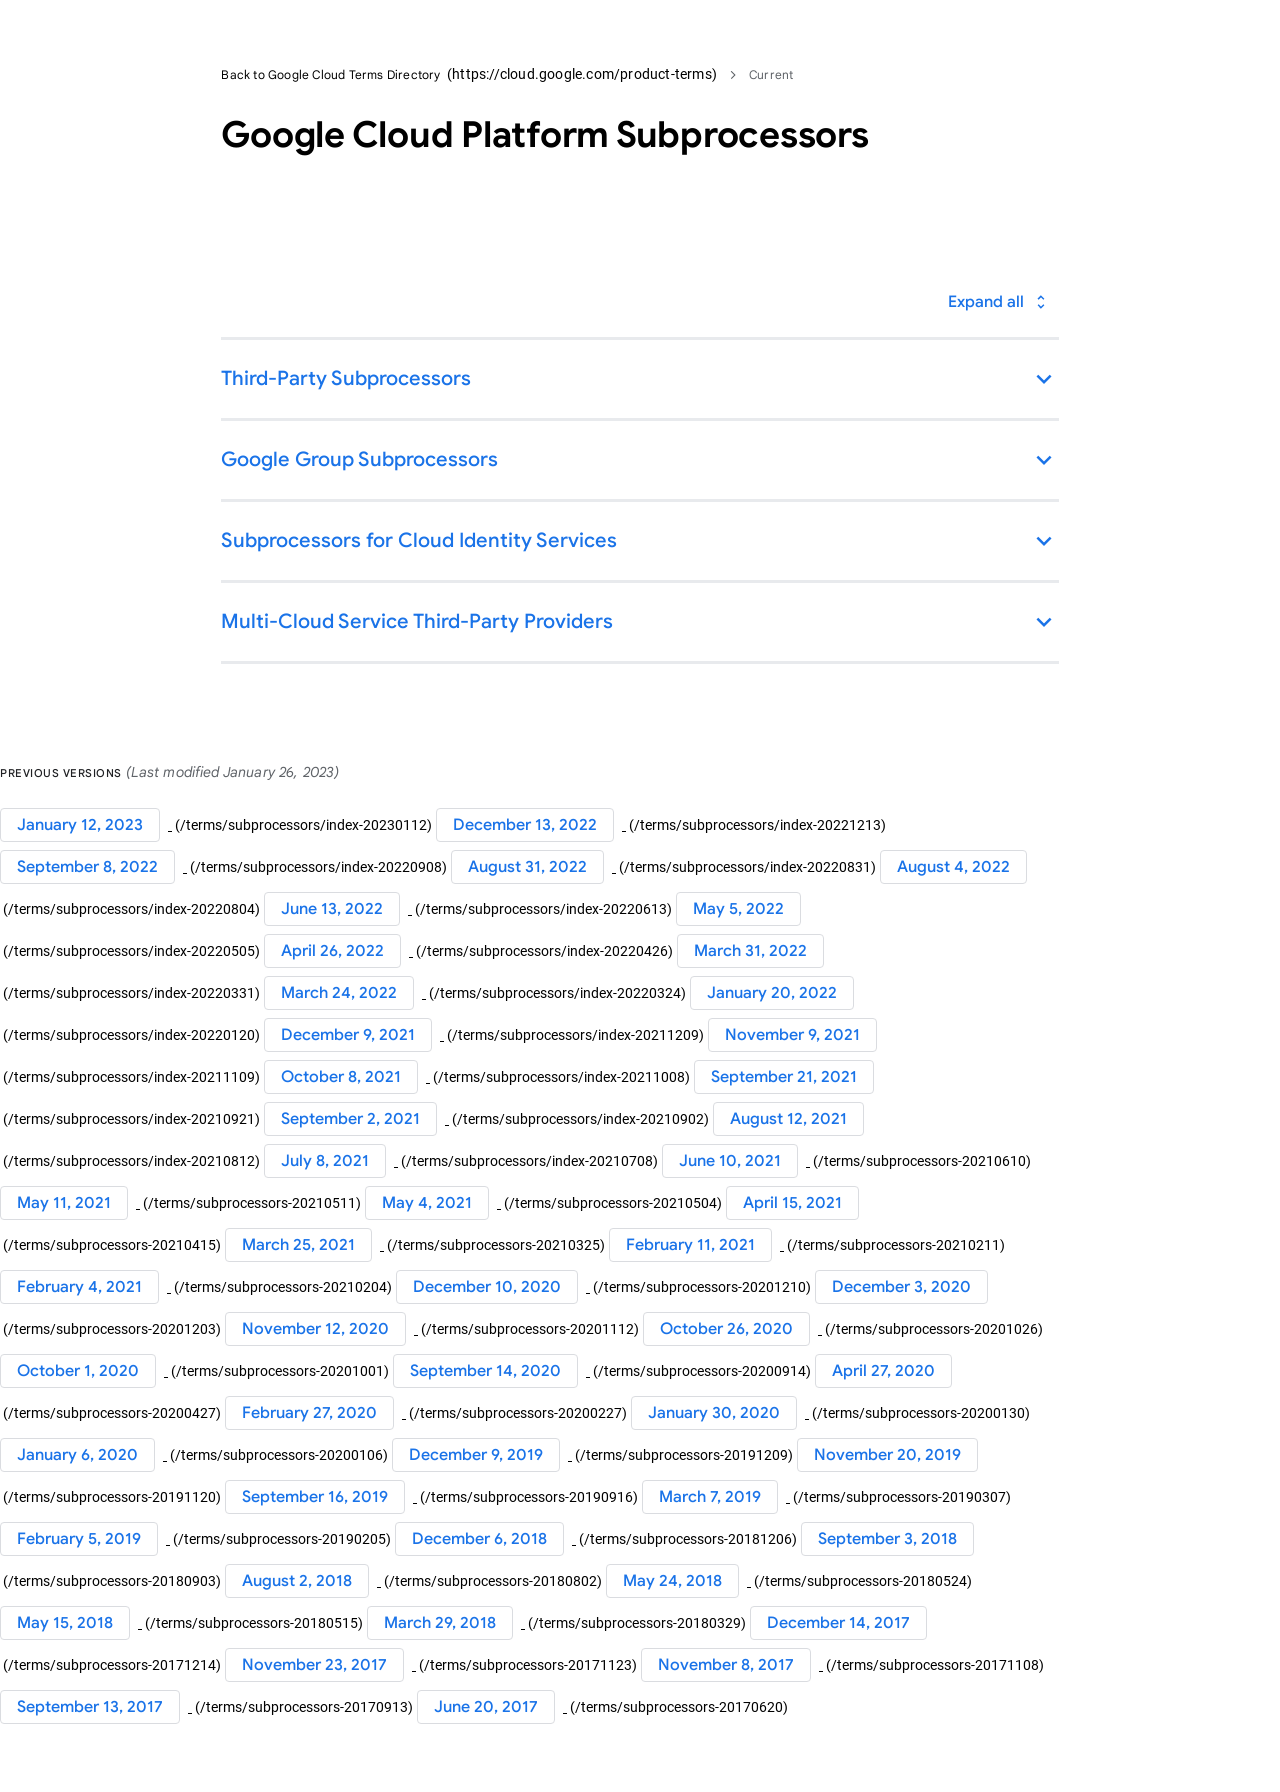 Back to Google Cloud Terms Directory (https://cloud.google.com/product-terms) > Current
Google Cloud Platform Subprocessors
Expand all
Third-Party Subprocessors
Google Group Subprocessors
Subprocessors for Cloud Identity Services
Multi-Cloud Service Third-Party Providers
PREVIOUS VERSIONS (Last modified January 26, 2023)
January 12, 2023 (/terms/subprocessors/index-20230112) December 13, 2022 (/terms/subprocessors/index-20221213)
September 8, 2022 (/terms/subprocessors/index-20220908) August 31, 2022 (/terms/subprocessors/index-20220831) August 4, 2022
(/terms/subprocessors/index-20220804) June 13, 2022 (/terms/subprocessors/index-20220613) May 5, 2022
(/terms/subprocessors/index-20220505) April 26, 2022 (/terms/subprocessors/index-20220426) March 31, 2022
(/terms/subprocessors/index-20220331) March 24, 2022 (/terms/subprocessors/index-20220324) January 20, 2022
(/terms/subprocessors/index-20220120) December 9, 2021 (/terms/subprocessors/index-20211209) November 9, 2021
(/terms/subprocessors/index-20211109) October 8, 2021 (/terms/subprocessors/index-20211008) September 21, 2021
(/terms/subprocessors/index-20210921) September 2, 2021 (/terms/subprocessors/index-20210902) August 12, 2021
(/terms/subprocessors/index-20210812) July 8, 2021 (/terms/subprocessors/index-20210708) June 10, 2021 (/terms/subprocessors-20210610)
May 11, 2021 (/terms/subprocessors-20210511) May 4, 2021 (/terms/subprocessors-20210504) April 15, 2021
(/terms/subprocessors-20210415) March 25, 2021 (/terms/subprocessors-20210325) February 11, 2021 (/terms/subprocessors-20210211)
February 4, 2021 (/terms/subprocessors-20210204) December 10, 2020 (/terms/subprocessors-20201210) December 3, 2020
(/terms/subprocessors-20201203) November 12, 2020 (/terms/subprocessors-20201112) October 26, 2020 (/terms/subprocessors-20201026)
October 1, 2020 (/terms/subprocessors-20201001) September 14, 2020 (/terms/subprocessors-20200914) April 27, 2020
(/terms/subprocessors-20200427) February 27, 2020 (/terms/subprocessors-20200227) January 30, 2020 (/terms/subprocessors-20200130)
January 6, 2020 (/terms/subprocessors-20200106) December 9, 2019 (/terms/subprocessors-20191209) November 20, 2019
(/terms/subprocessors-20191120) September 16, 2019 (/terms/subprocessors-20190916) March 7, 2019 (/terms/subprocessors-20190307)
February 5, 2019 (/terms/subprocessors-20190205) December 6, 2018 (/terms/subprocessors-20181206) September 3, 2018
(/terms/subprocessors-20180903) August 2, 2018 (/terms/subprocessors-20180802) May 24, 2018 (/terms/subprocessors-20180524)
May 15, 2018 (/terms/subprocessors-20180515) March 29, 2018 (/terms/subprocessors-20180329) December 14, 2017
(/terms/subprocessors-20171214) November 23, 2017 (/terms/subprocessors-20171123) November 8, 2017 (/terms/subprocessors-20171108)
September 13, 2017 (/terms/subprocessors-20170913) June 20, 2017 (/terms/subprocessors-20170620)